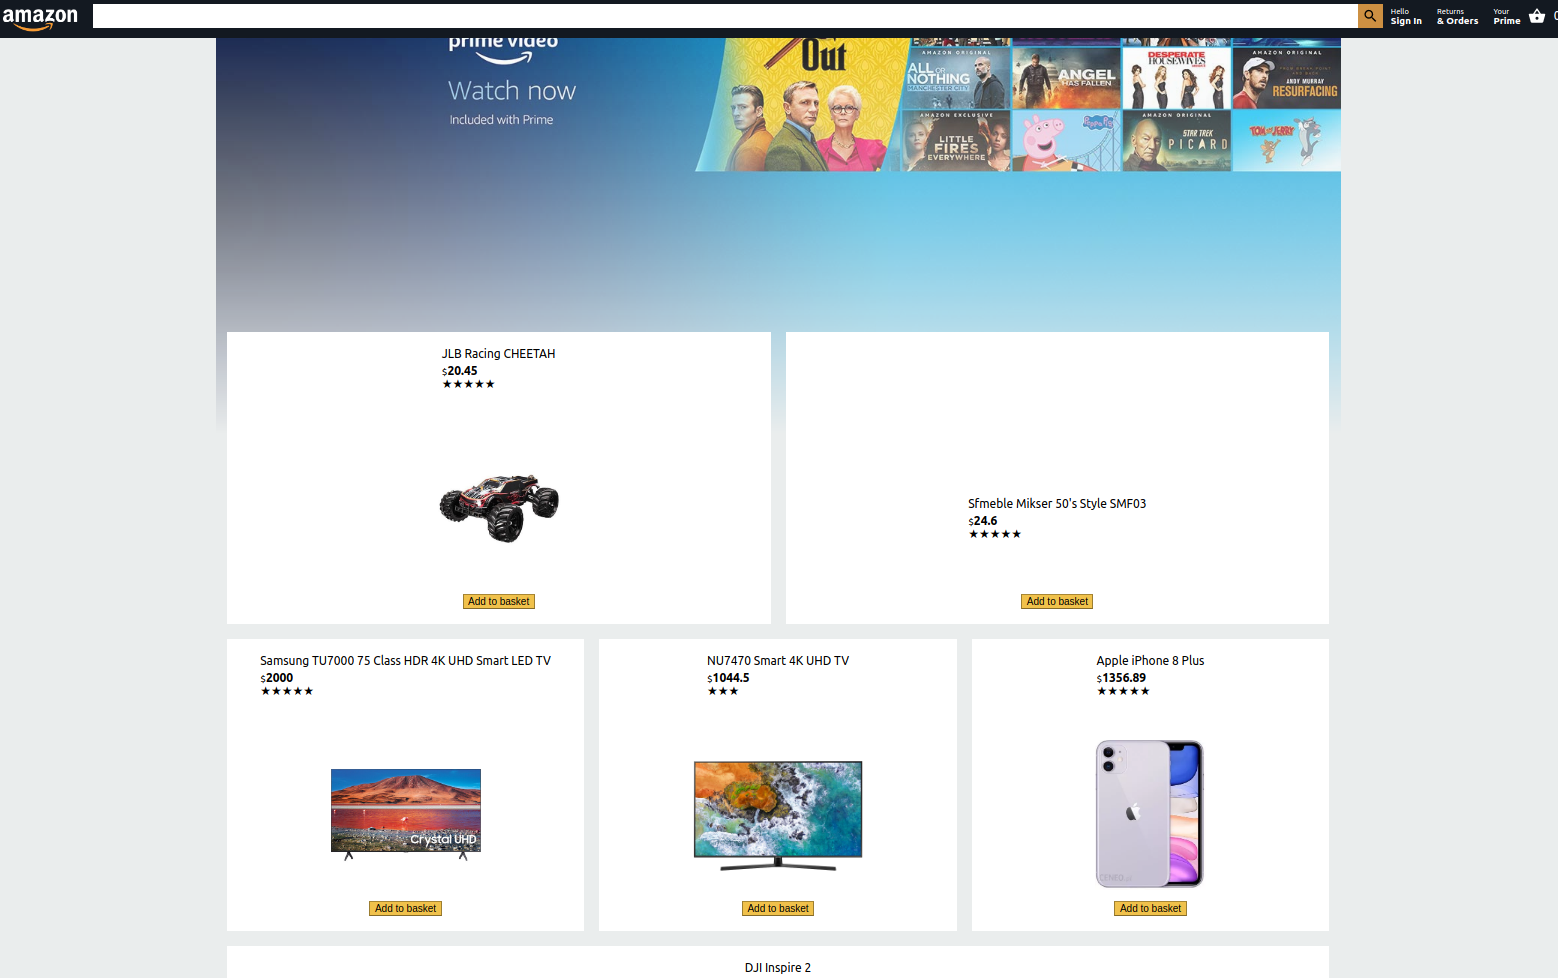 amazon
Hello
Sign In
Returns
& Orders
Your
Prime
prime video
Watch now
Included with Prime
Out
AMAZON ORIGINAL
ALL OR
NOTHING
MANCHESTER CITY
ANGEL
HAS FALLEN
DESPERATE
HOUSEWIVES
AMAZON ORIGINAL
ANDY MURRAY
RESURFACING
AMAZON EXCLUSIVE
LITTLE
FIRES
EVERYWHERE
Peppa Pig
AMAZON ORIGINAL
STAR TREK
PICARD
TOM and JERRY
JLB Racing CHEETAH
$20.45
★★★★★
Add to basket
Sfmeble Mikser 50's Style SMF03
$24.6
★★★★★
Add to basket
Samsung TU7000 75 Class HDR 4K UHD Smart LED TV
$2000
★★★★★
Crystal UHD
Add to basket
NU7470 Smart 4K UHD TV
$1044.5
★★★
Add to basket
Apple iPhone 8 Plus
$1356.89
★★★★★
Add to basket
DJI Inspire 2